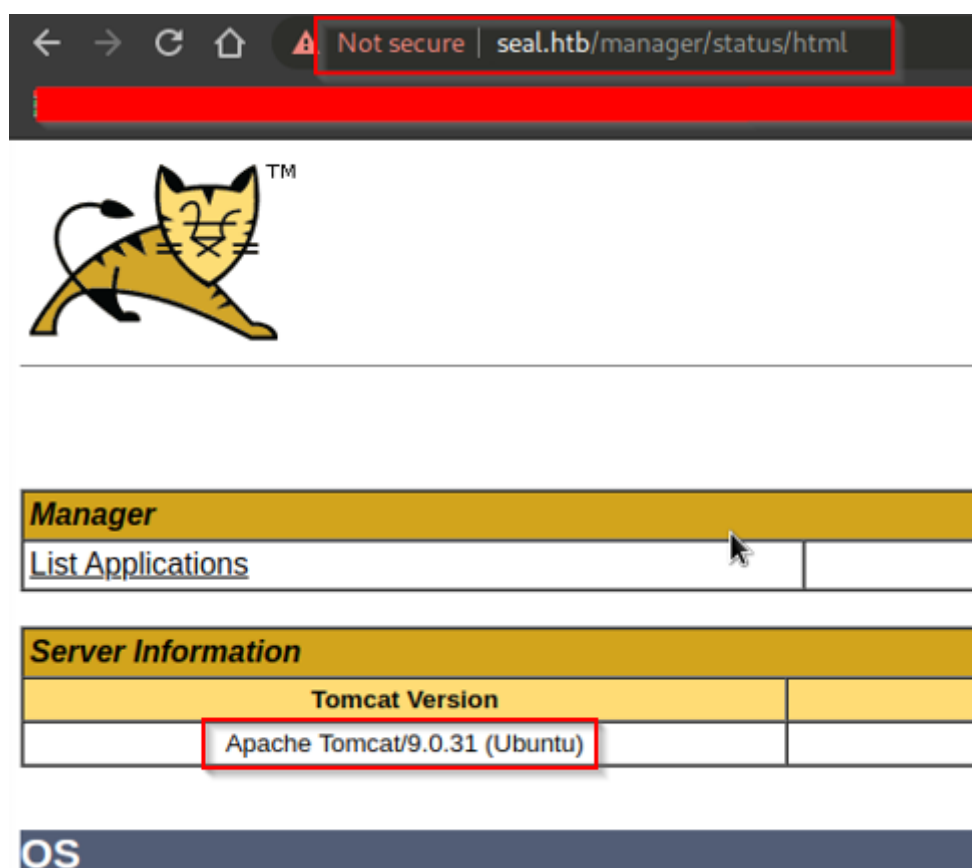 Not secure | seal.htb/manager/status/html
TM
Manager
List Applications
Server Information
Tomcat Version
Apache Tomcat/9.0.31 (Ubuntu)
OS